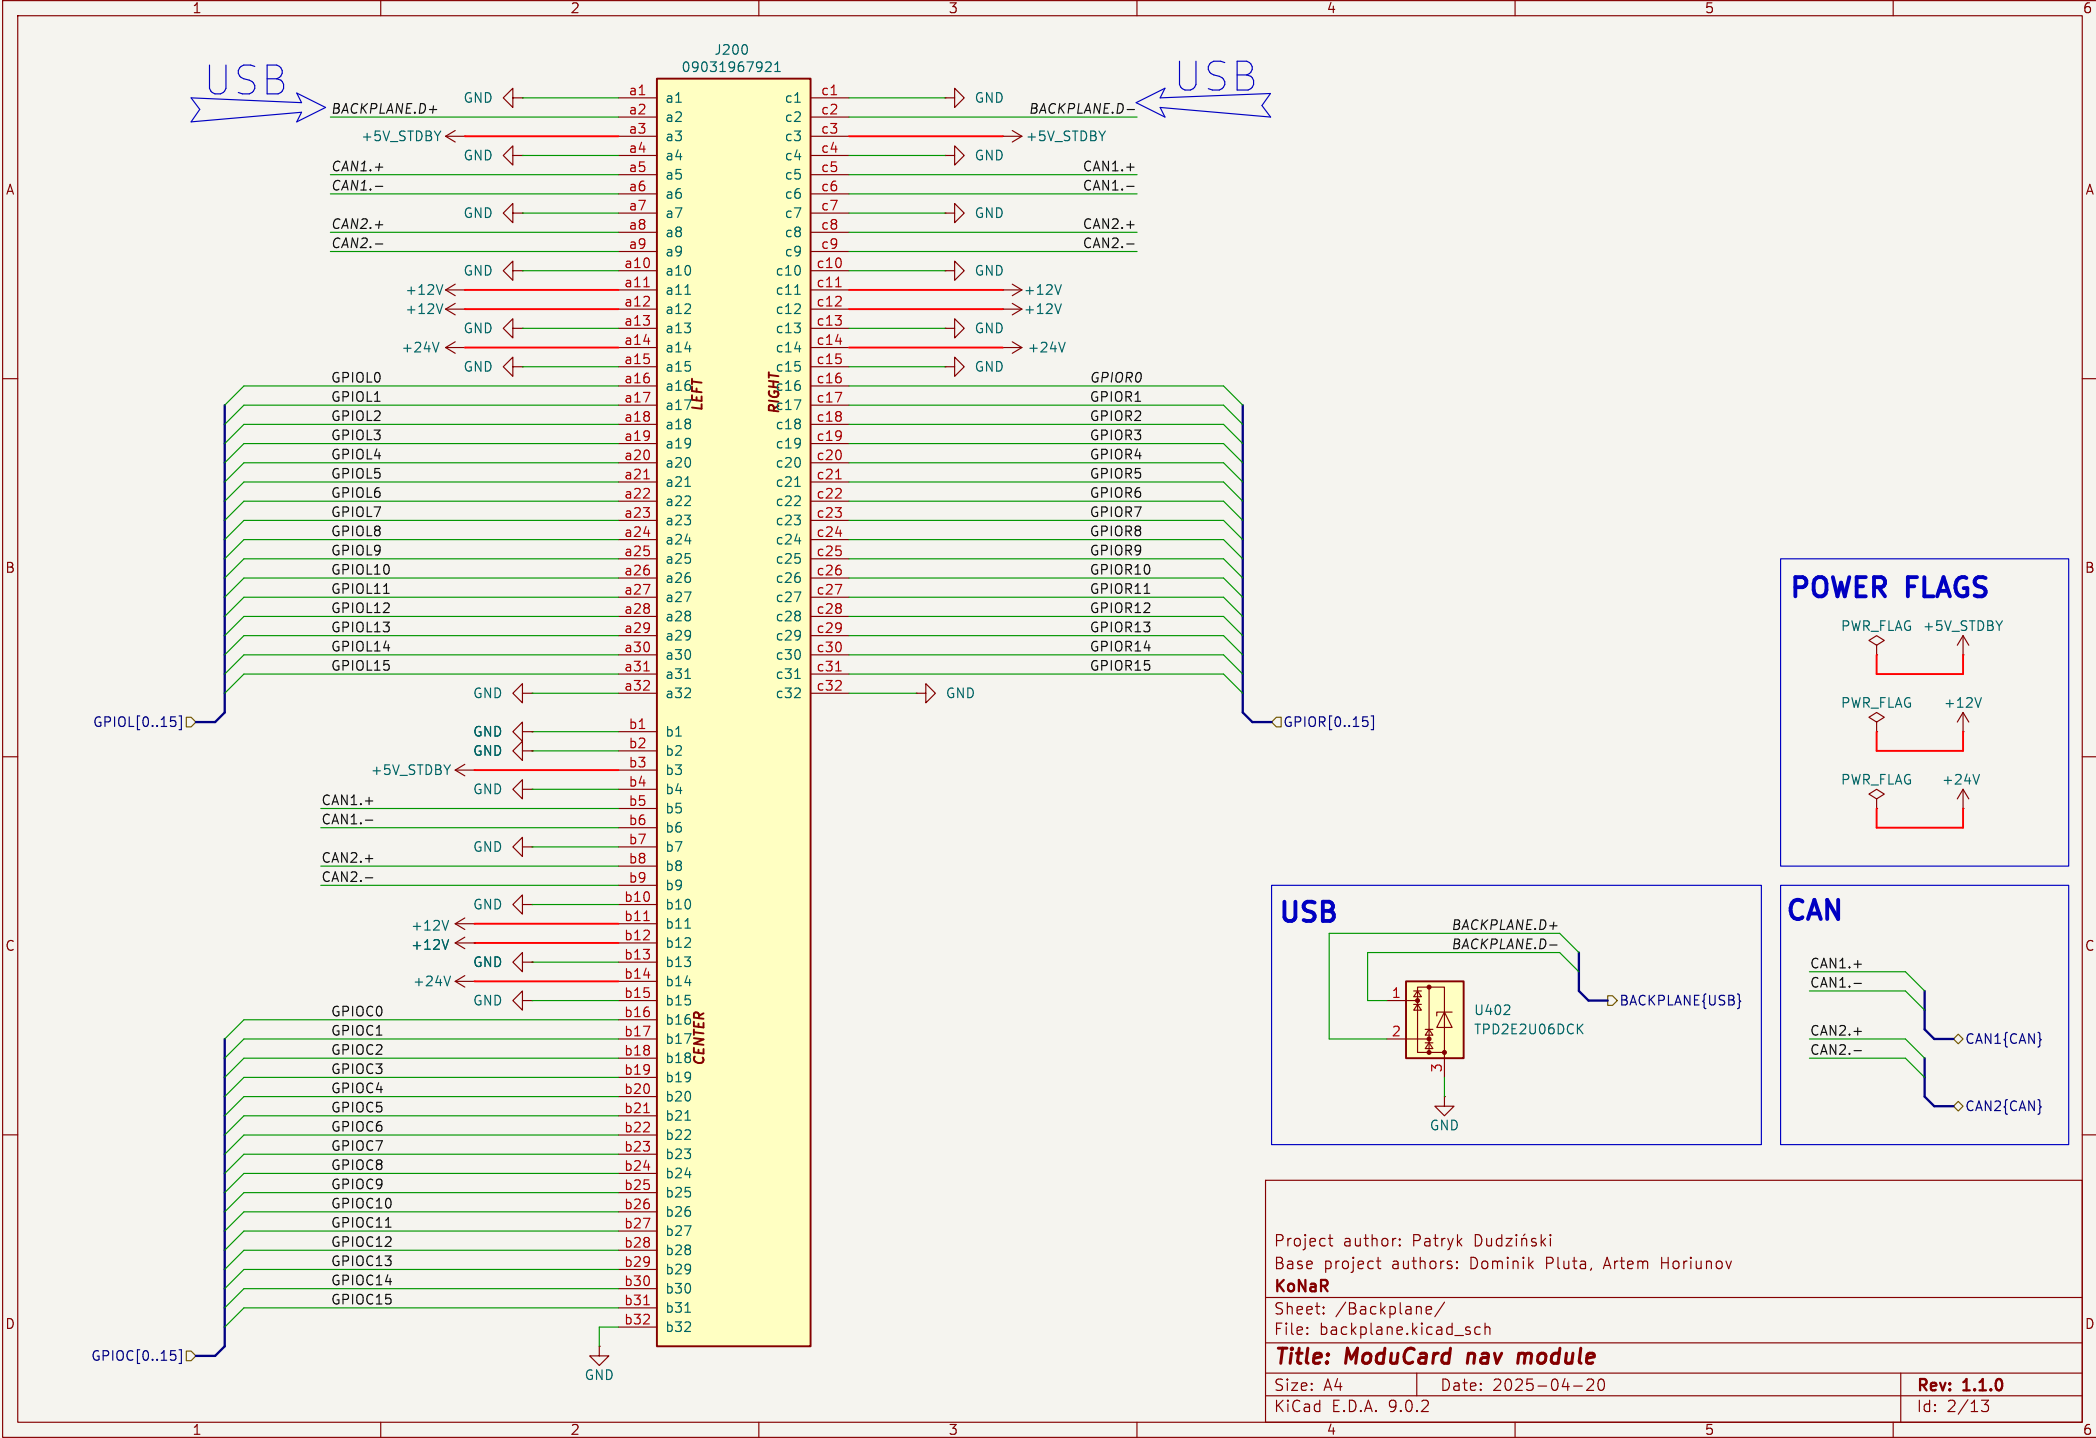 1 2 3 4 5 6
J200
09031967921
USB
USB
GND a1 a1 c1 c1 GND
BACKPLANE.D+ a2 a2 c2 c2 BACKPLANE.D-
+5V_STDBY a3 a3 c3 c3 +5V_STDBY
GND a4 a4 c4 c4 GND
CAN1.+ a5 a5 c5 c5 CAN1.+
A CAN1.- a6 a6 c6 c6 CAN1.- A
GND a7 a7 c7 c7 GND
CAN2.+ a8 a8 c8 c8 CAN2.+
CAN2.- a9 a9 c9 c9 CAN2.-
GND a10 a10 c10 c10 GND
+12V a11 a11 c11 c11 +12V
+12V a12 a12 c12 c12 +12V
GND a13 a13 c13 c13 GND
+24V a14 a14 c14 c14 +24V
GND a15 a15 c15 c15 GND
GPIOL0 a16 a16 c16 c16 GPIOR0
LEFT
RIGHT
GPIOL1 a17 a17 c17 c17 GPIOR1
GPIOL2 a18 a18 c18 c18 GPIOR2
GPIOL3 a19 a19 c19 c19 GPIOR3
GPIOL4 a20 a20 c20 c20 GPIOR4
GPIOL5 a21 a21 c21 c21 GPIOR5
GPIOL6 a22 a22 c22 c22 GPIOR6
GPIOL7 a23 a23 c23 c23 GPIOR7
GPIOL8 a24 a24 c24 c24 GPIOR8
GPIOL9 a25 a25 c25 c25 GPIOR9
B GPIOL10 a26 a26 c26 c26 GPIOR10 B
GPIOL11 a27 a27 c27 c27 GPIOR11
GPIOL12 a28 a28 c28 c28 GPIOR12
GPIOL13 a29 a29 c29 c29 GPIOR13
GPIOL14 a30 a30 c30 c30 GPIOR14
GPIOL15 a31 a31 c31 c31 GPIOR15
GND a32 a32 c32 c32 GND
GPIOL[0..15]
GPIOR[0..15]
GND b1 b1
GND b2 b2
+5V_STDBY b3 b3
GND b4 b4
CAN1.+ b5 b5
CAN1.- b6 b6
GND b7 b7
CAN2.+ b8 b8
CAN2.- b9 b9
GND b10 b10
+12V b11 b11
C +12V b12 b12 C
GND b13 b13
+24V b14 b14
GND b15 b15
GPIOC0 b16 b16
CENTER
GPIOC1 b17 b17
GPIOC2 b18 b18
GPIOC3 b19 b19
GPIOC4 b20 b20
GPIOC5 b21 b21
GPIOC6 b22 b22
GPIOC7 b23 b23
GPIOC8 b24 b24
GPIOC9 b25 b25
GPIOC10 b26 b26
GPIOC11 b27 b27
GPIOC12 b28 b28
GPIOC13 b29 b29
GPIOC14 b30 b30
GPIOC15 b31 b31
D b32 b32 D
GPIOC[0..15]
GND
POWER FLAGS
PWR_FLAG +5V_STDBY
PWR_FLAG +12V
PWR_FLAG +24V
USB
BACKPLANE.D+
BACKPLANE.D-
1
BACKPLANE{USB}
U402
TPD2E2U06DCK
2
3
GND
CAN
CAN1.+
CAN1.-
CAN2.+
CAN1{CAN}
CAN2.-
CAN2{CAN}
Project author: Patryk Dudziński
Base project authors: Dominik Pluta, Artem Horiunov
KoNaR
Sheet: /Backplane/
File: backplane.kicad_sch
Title: ModuCard nav module
Size: A4 Date: 2025-04-20 Rev: 1.1.0
KiCad E.D.A. 9.0.2 Id: 2/13
1 2 3 4 5 6